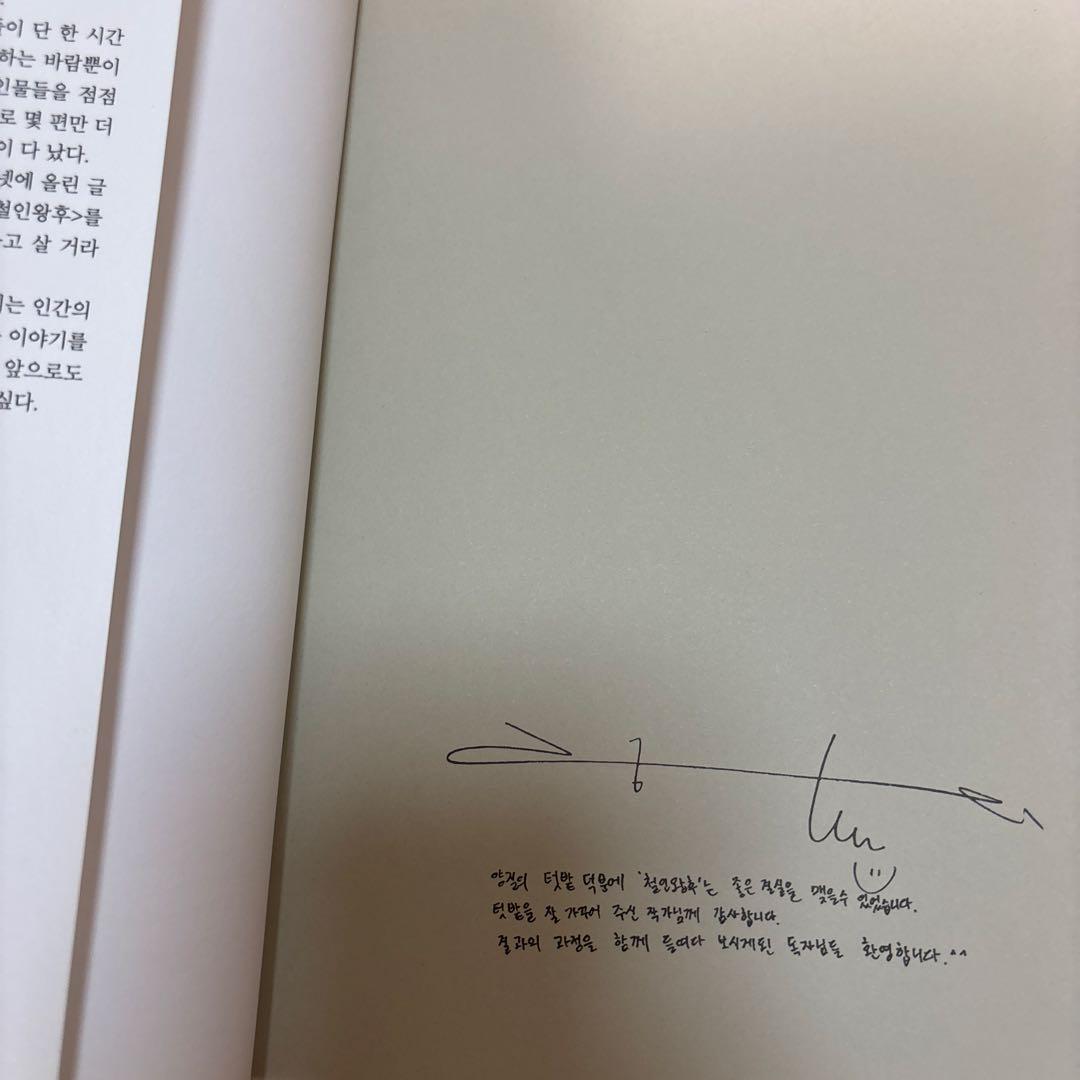 들이 단 한 시간
하는 바람뿐이
인물들을 점점
로 몇 편만 더
이 다 났다.
넷에 올린 글
철인왕후>를
고 살 거라
는 인간의
이야기를
앞으로도
싶다.
양질의 텃밭 덕분에 '철인왕후'는 좋은 결실을 맺을수 있었습니다.
텃밭을 잘 가꾸어 주신 작가님께 감사합니다.
결과의 과정을 함께 들여다 보시게된 독자님들 환영합니다.^^